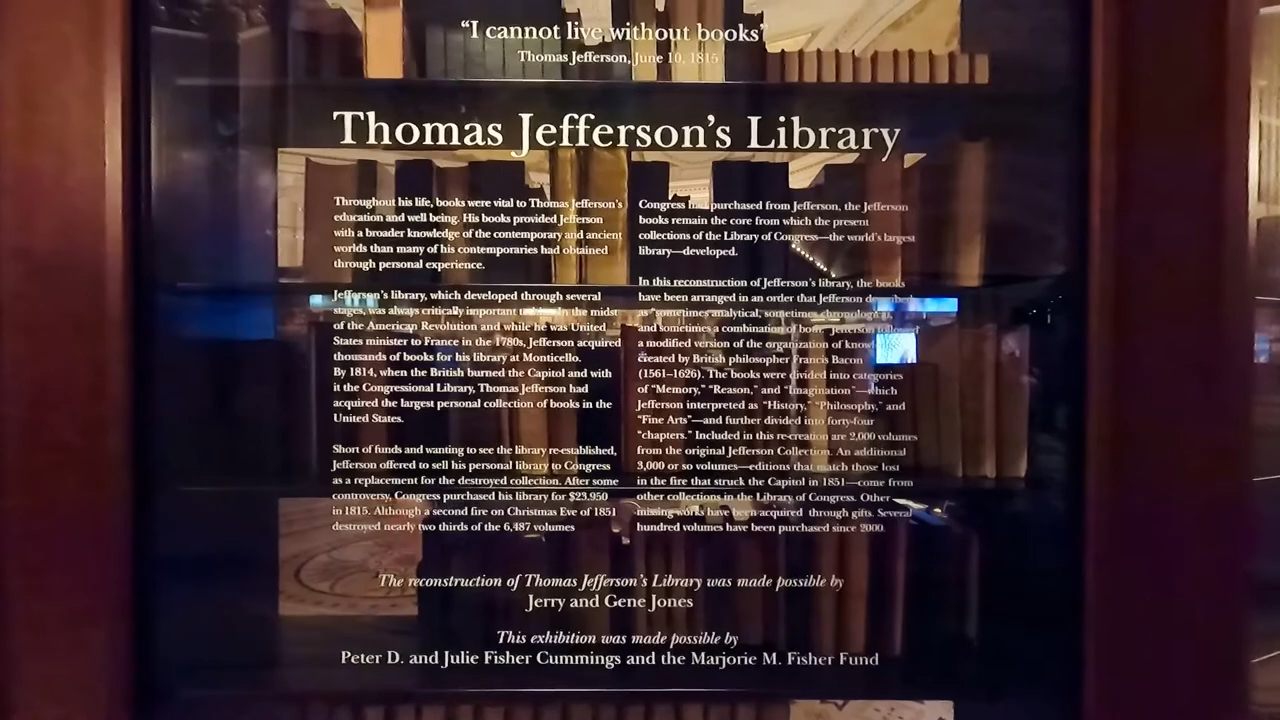 “I cannot live without books”
Thomas Jefferson, June 10, 1815
Thomas Jefferson’s Library
Throughout his life, books were vital to Thomas Jefferson’s
education and well being. His books provided Jefferson
with a broader knowledge of the contemporary and ancient
worlds than many of his contemporaries had obtained
through personal experience.
Jefferson’s library, which developed through several
stages, was always critically important to him. In the midst
of the American Revolution and while he was United
States minister to France in the 1780s, Jefferson acquired
thousands of books for his library at Monticello.
By 1814, when the British burned the Capitol and with
it the Congressional Library, Thomas Jefferson had
acquired the largest personal collection of books in the
United States.
Short of funds and wanting to see the library re-established,
Jefferson offered to sell his personal library to Congress
as a replacement for the destroyed collection. After some
controversy, Congress purchased his library for $23,950
in 1815. Although a second fire on Christmas Eve of 1851
destroyed nearly two thirds of the 6,487 volumes
Congress had purchased from Jefferson, the Jefferson
books remain the core from which the present
collections of the Library of Congress—the world’s largest
library—developed.
In this reconstruction of Jefferson’s library, the books
have been arranged in an order that Jefferson described
as “sometimes analytical, sometimes chronological,
and sometimes a combination of both.” Jefferson followed
a modified version of the organization of knowledge
created by British philosopher Francis Bacon
(1561–1626). The books were divided into categories
of “Memory,” “Reason,” and “Imagination”—which
Jefferson interpreted as “History,” “Philosophy,” and
“Fine Arts”—and further divided into forty-four
“chapters.” Included in this re-creation are 2,000 volumes
from the original Jefferson Collection. An additional
3,000 or so volumes—editions that match those lost
in the fire that struck the Capitol in 1851—come from
other collections in the Library of Congress. Other
missing works have been acquired through gifts. Several
hundred volumes have been purchased since 2000.
The reconstruction of Thomas Jefferson’s Library was made possible by
Jerry and Gene Jones
This exhibition was made possible by
Peter D. and Julie Fisher Cummings and the Marjorie M. Fisher Fund